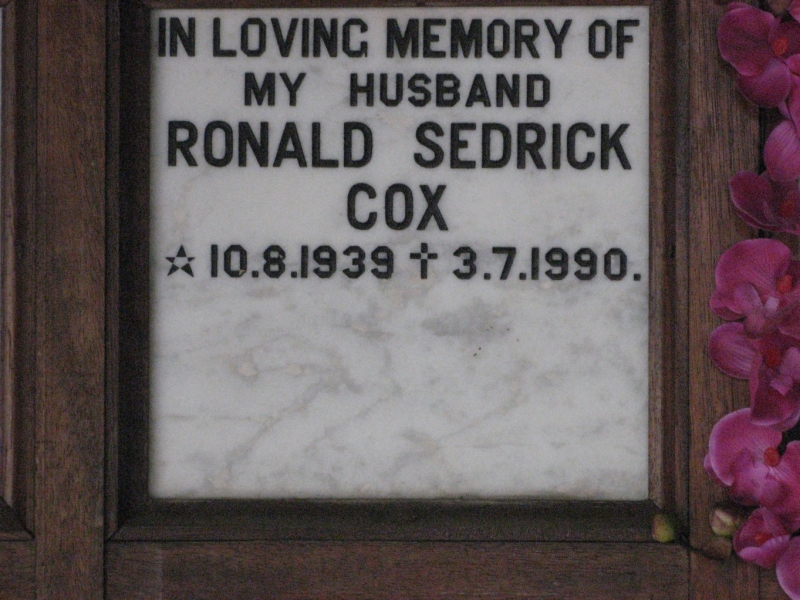 IN LOVING MEMORY OF
MY HUSBAND
RONALD SEDRICK
COX
☆ 10.8.1939 † 3.7.1990.